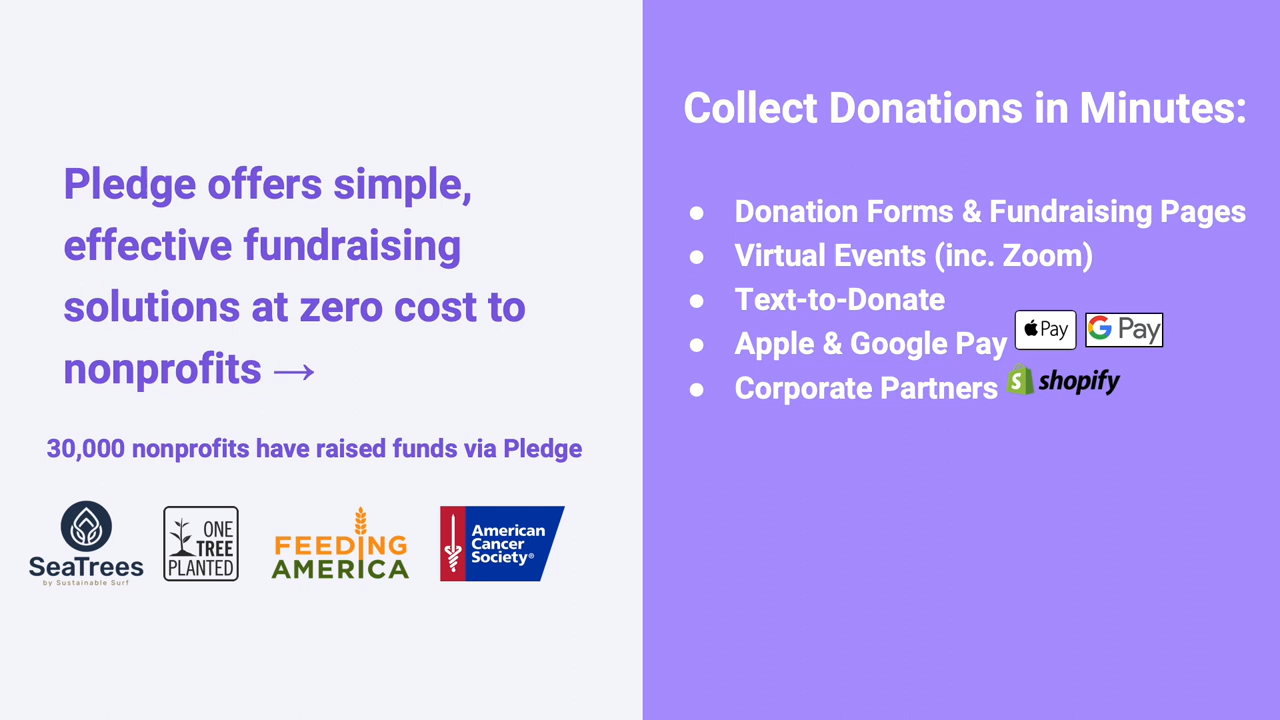 Pledge offers simple,
effective fundraising
solutions at zero cost to
nonprofits →
30,000 nonprofits have raised funds via Pledge
SeaTrees
by Sustainable Surf
ONE
TREE
PLANTED
FEEDING
AMERICA
American
Cancer
Society®
Collect Donations in Minutes:
● Donation Forms & Fundraising Pages
● Virtual Events (inc. Zoom)
● Text-to-Donate
● Apple & Google Pay Pay G Pay
● Corporate Partners S shopify